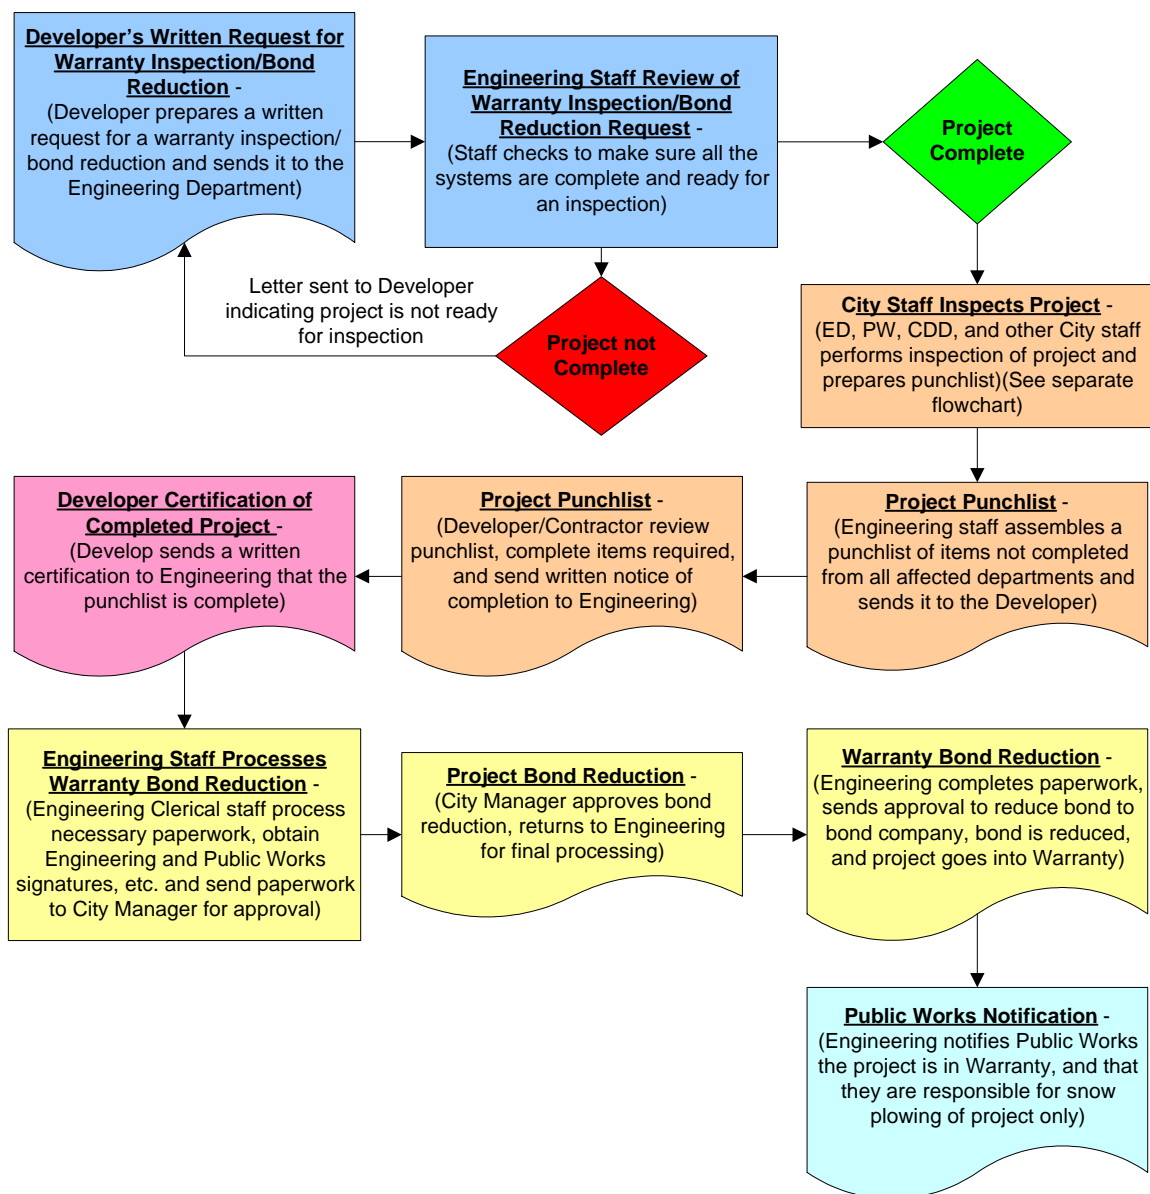 Developer's Written Request for
Warranty Inspection/Bond
Reduction -
(Developer prepares a written
request for a warranty inspection/
bond reduction and sends it to the
Engineering Department)
Engineering Staff Review of
Warranty Inspection/Bond
Reduction Request -
(Staff checks to make sure all the
systems are complete and ready for
an inspection)
Project
Complete
Letter sent to Developer
indicating project is not ready
for inspection
Project not
Complete
City Staff Inspects Project -
(ED, PW, CDD, and other City staff
performs inspection of project and
prepares punchlist)(See separate
flowchart)
Developer Certification of
Completed Project -
(Develop sends a written
certification to Engineering that the
punchlist is complete)
Project Punchlist -
(Developer/Contractor review
punchlist, complete items required,
and send written notice of
completion to Engineering)
Project Punchlist -
(Engineering staff assembles a
punchlist of items not completed
from all affected departments and
sends it to the Developer)
Engineering Staff Processes
Warranty Bond Reduction -
(Engineering Clerical staff process
necessary paperwork, obtain
Engineering and Public Works
signatures, etc. and send paperwork
to City Manager for approval)
Project Bond Reduction -
(City Manager approves bond
reduction, returns to Engineering
for final processing)
Warranty Bond Reduction -
(Engineering completes paperwork,
sends approval to reduce bond to
bond company, bond is reduced,
and project goes into Warranty)
Public Works Notification -
(Engineering notifies Public Works
the project is in Warranty, and that
they are responsible for snow
plowing of project only)